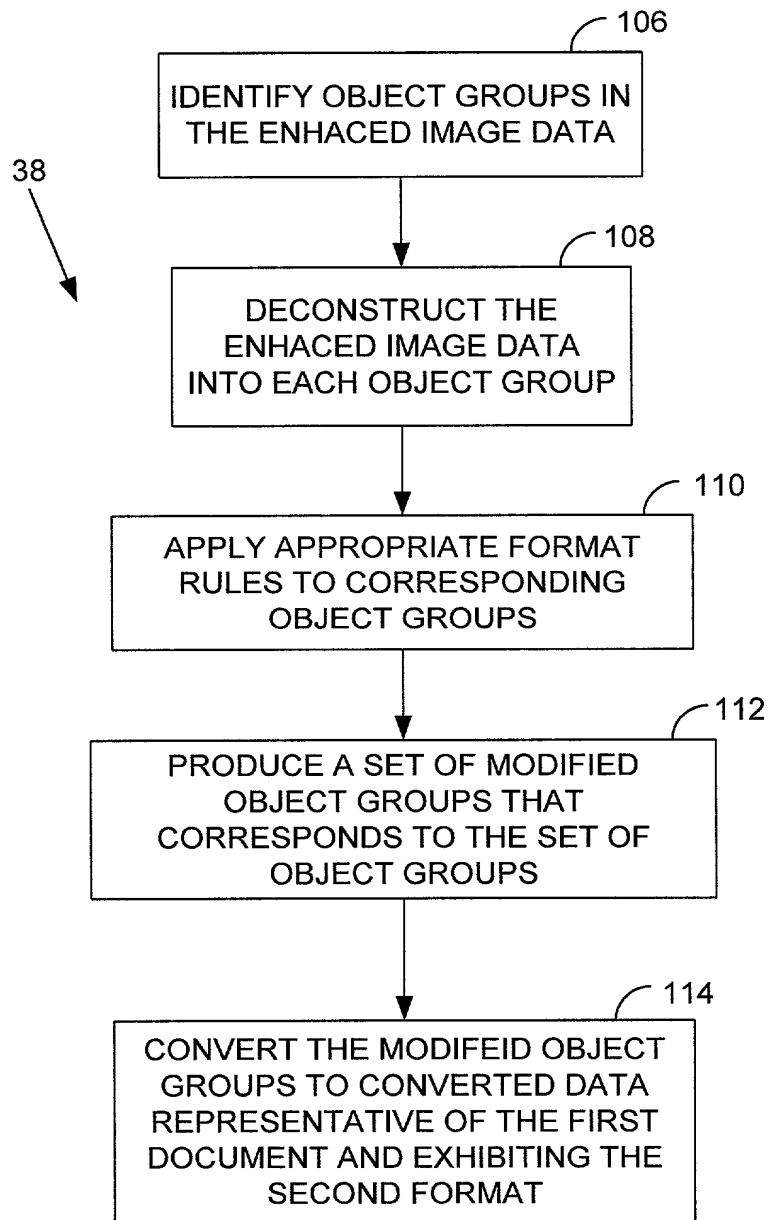 106
IDENTIFY OBJECT GROUPS IN
THE ENHACED IMAGE DATA
38
108
DECONSTRUCT THE
ENHACED IMAGE DATA
INTO EACH OBJECT GROUP
110
APPLY APPROPRIATE FORMAT
RULES TO CORRESPONDING
OBJECT GROUPS
112
PRODUCE A SET OF MODIFIED
OBJECT GROUPS THAT
CORRESPONDS TO THE SET OF
OBJECT GROUPS
114
CONVERT THE MODIFEID OBJECT
GROUPS TO CONVERTED DATA
REPRESENTATIVE OF THE FIRST
DOCUMENT AND EXHIBITING THE
SECOND FORMAT